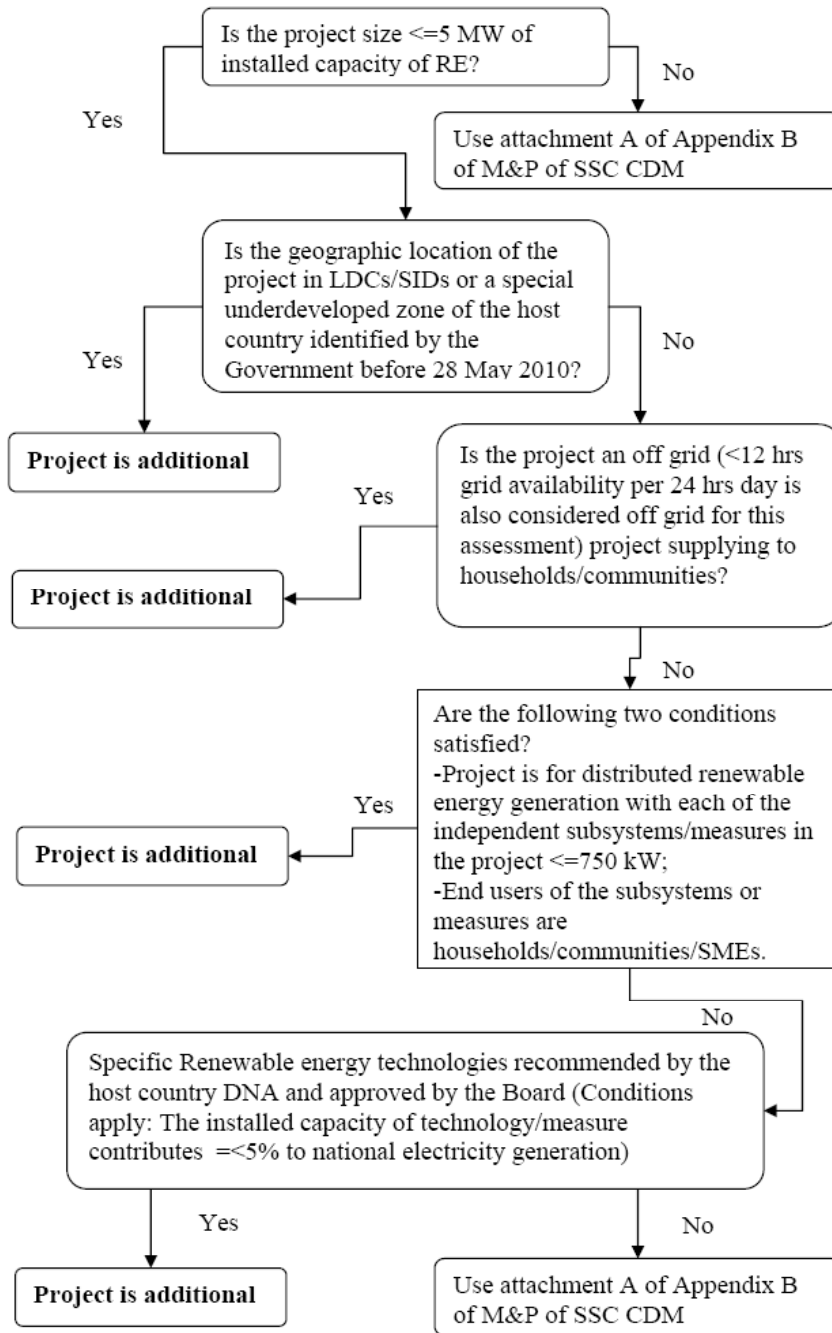 Is the project size <=5 MW of
installed capacity of RE?
No
Yes
Use attachment A of Appendix B
of M&P of SSC CDM
Is the geographic location of the
project in LDCs/SIDs or a special
underdeveloped zone of the host
country identified by the
Government before 28 May 2010?
Yes
No
Project is additional
Is the project an off grid (<12 hrs
grid availability per 24 hrs day is
also considered off grid for this
assessment) project supplying to
households/communities?
Yes
Project is additional
No
Are the following two conditions
satisfied?
-Project is for distributed renewable
energy generation with each of the
independent subsystems/measures in
the project <=750 kW;
-End users of the subsystems or
measures are
households/communities/SMEs.
Yes
Project is additional
No
Specific Renewable energy technologies recommended by the
host country DNA and approved by the Board (Conditions
apply: The installed capacity of technology/measure
contributes  =<5% to national electricity generation)
Yes
No
Project is additional
Use attachment A of Appendix B
of M&P of SSC CDM